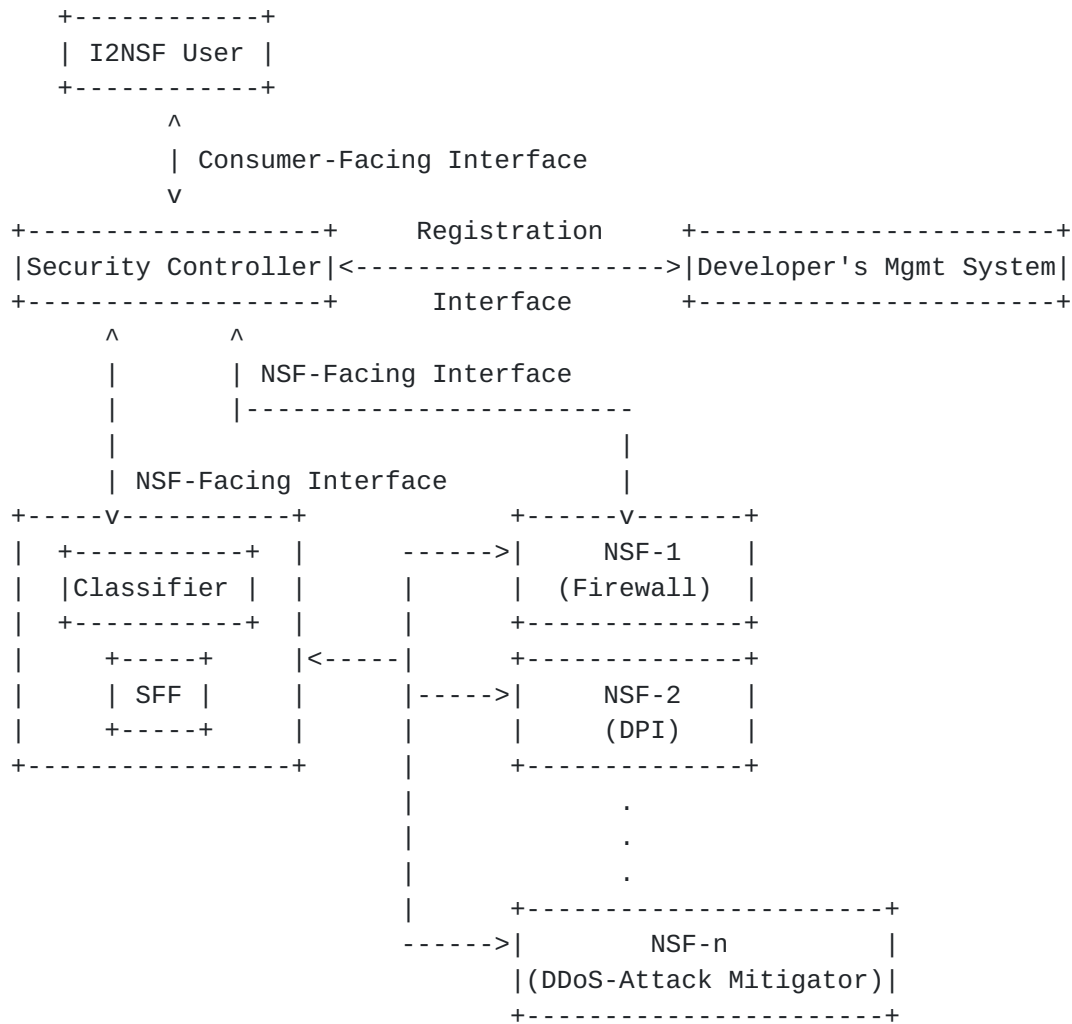 I2NSF User
Consumer-Facing Interface
Registration
Security Controller
Developer's Mgmt System
Interface
NSF-Facing Interface
NSF-Facing Interface
NSF-1
Classifier
(Firewall)
SFF
NSF-2
(DPI)
.
.
.
NSF-n
(DDoS-Attack Mitigator)